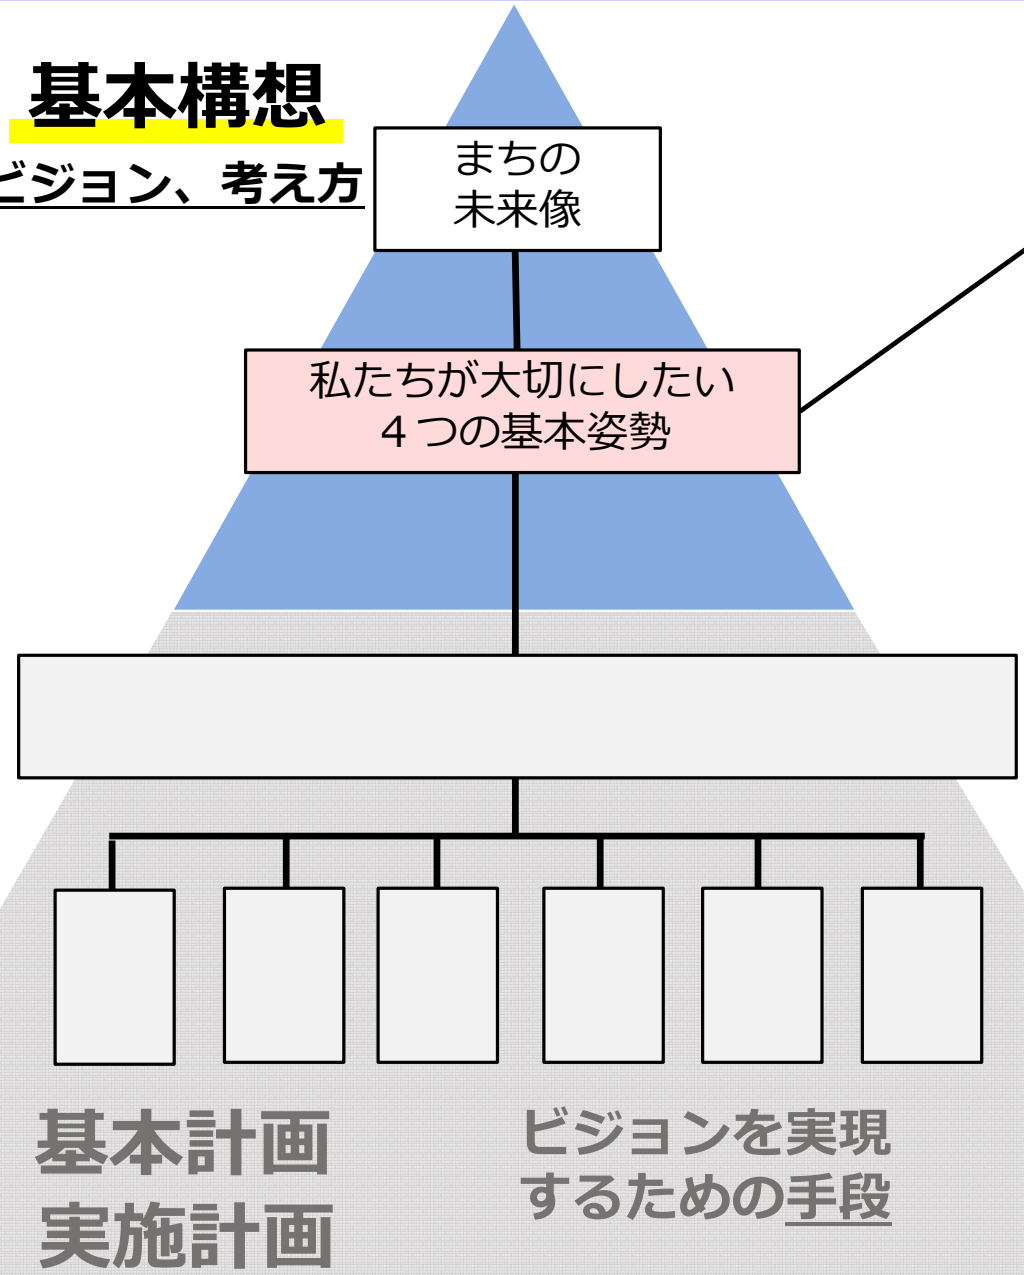 基本構想
ビジョン、考え方
まちの
未来像
私たちが大切にしたい
４つの基本姿勢
基本計画
実施計画
ビジョンを実現
するための手段